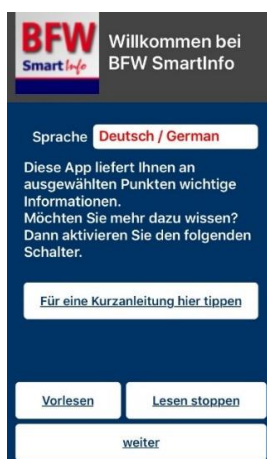 BFW
Smart Info
Willkommen bei
BFW SmartInfo
Sprache Deutsch / German
Diese App liefert Ihnen an
ausgewählten Punkten wichtige
Informationen.
Möchten Sie mehr dazu wissen?
Dann aktivieren Sie den folgenden
Schalter.
Für eine Kurzanleitung hier tippen
Vorlesen
Lesen stoppen
weiter